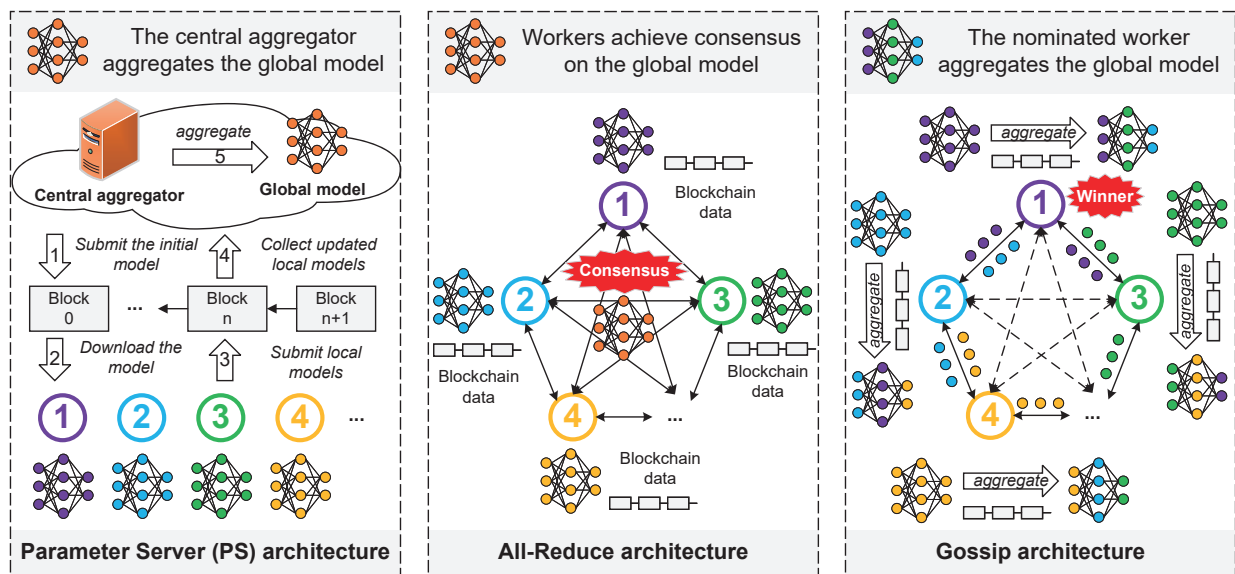 The central aggregator
aggregates the global model
aggregate
5
Central aggregator
Global model
1
Submit the initial
model
4
Collect updated
local models
Block
0
...
Block
n
Block
n+1
2
Download the
model
3
Submit local
models
1
2
3
4
...
Parameter Server (PS) architecture
Workers achieve consensus
on the global model
Blockchain
data
1
Consensus
2
3
Blockchain
data
Blockchain
data
4
...
Blockchain
data
All-Reduce architecture
The nominated worker
aggregates the global model
aggregate
1
Winner
2
3
aggregate
aggregate
4
...
aggregate
Gossip architecture